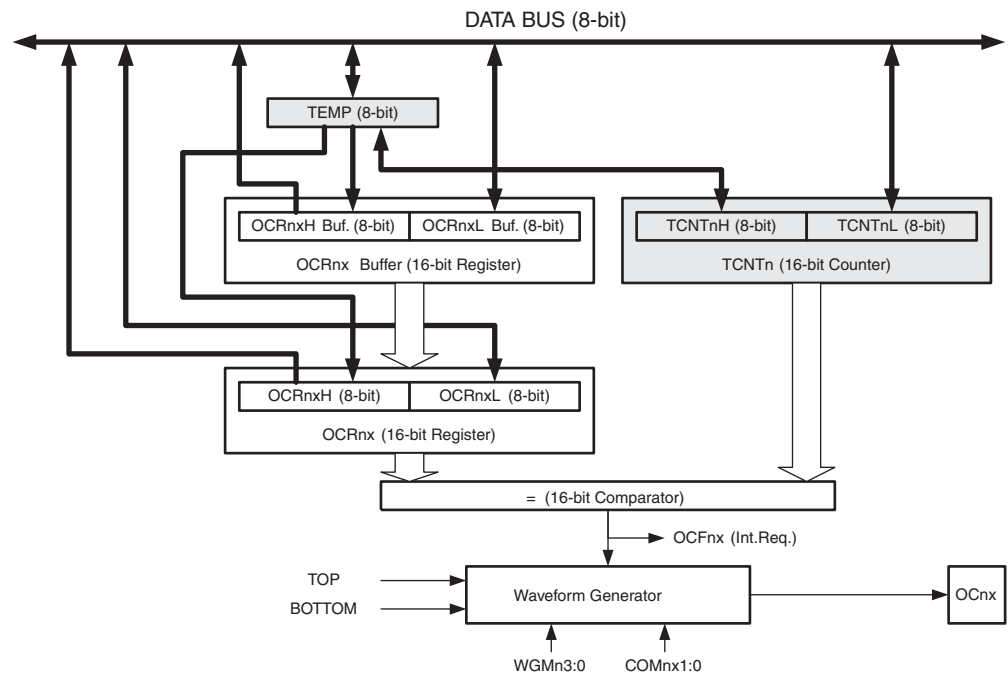 DATA BUS (8-bit)
TEMP (8-bit)
OCRnxH Buf. (8-bit)
OCRnxL Buf. (8-bit)
OCRnx Buffer (16-bit Register)
TCNTnH (8-bit)
TCNTnL (8-bit)
TCNTn (16-bit Counter)
OCRnxH (8-bit)
OCRnxL (8-bit)
OCRnx (16-bit Register)
= (16-bit Comparator)
OCFnx (Int.Req.)
TOP
BOTTOM
Waveform Generator
OCnx
WGMn3:0
COMnx1:0